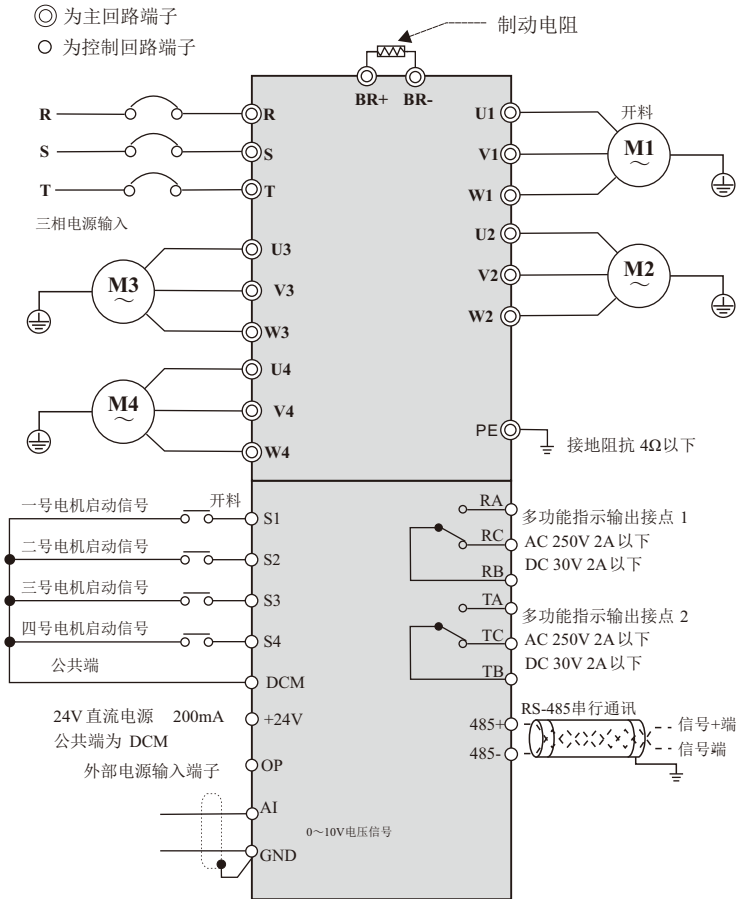 为主回路端子
为控制回路端子
制动电阻
BR+ BR-
R
R
S
S
T
T
三相电源输入
U1
V1
W1
开料
M1
~
U2
V2
W2
M2
~
U3
V3
W3
M3
~
U4
V4
W4
M4
~
PE
接地阻抗 4Ω以下
一号电机启动信号
开料
S1
二号电机启动信号
S2
三号电机启动信号
S3
四号电机启动信号
S4
公共端
DCM
24V 直流电源 200mA
+24V
公共端为 DCM
OP
外部电源输入端子
AI
0～10V电压信号
GND
RA
RC
RB
多功能指示输出接点 1
AC 250V 2A以下
DC 30V 2A以下
TA
TC
TB
多功能指示输出接点 2
AC 250V 2A以下
DC 30V 2A以下
RS-485串行通讯
485+
信号+端
485-
信号端